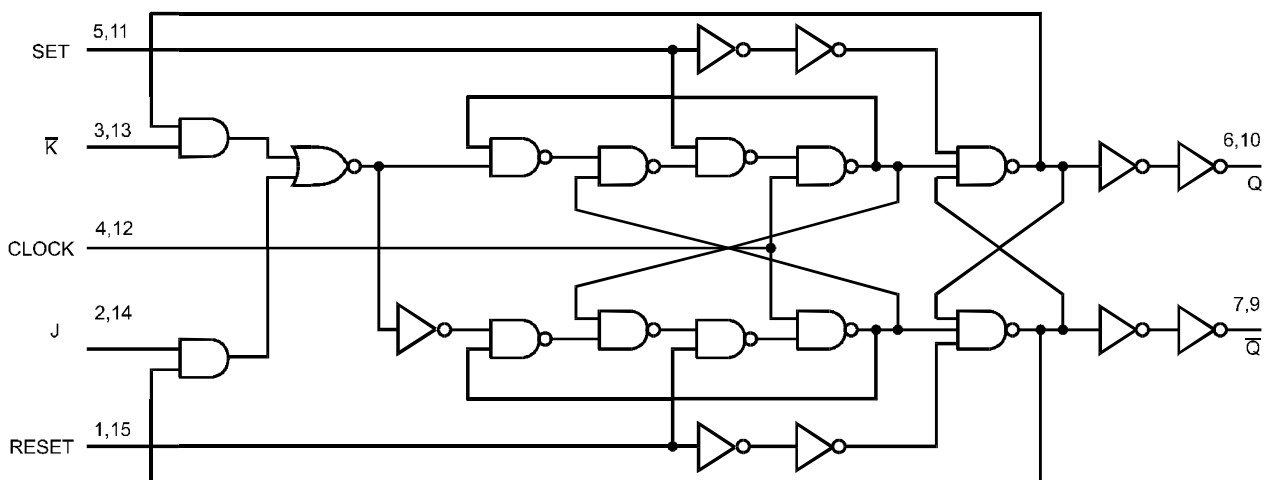 SET 5,11
K̅ 3,13
6,10
Q
CLOCK 4,12
J 2,14
7,9
Q̅
RESET 1,15